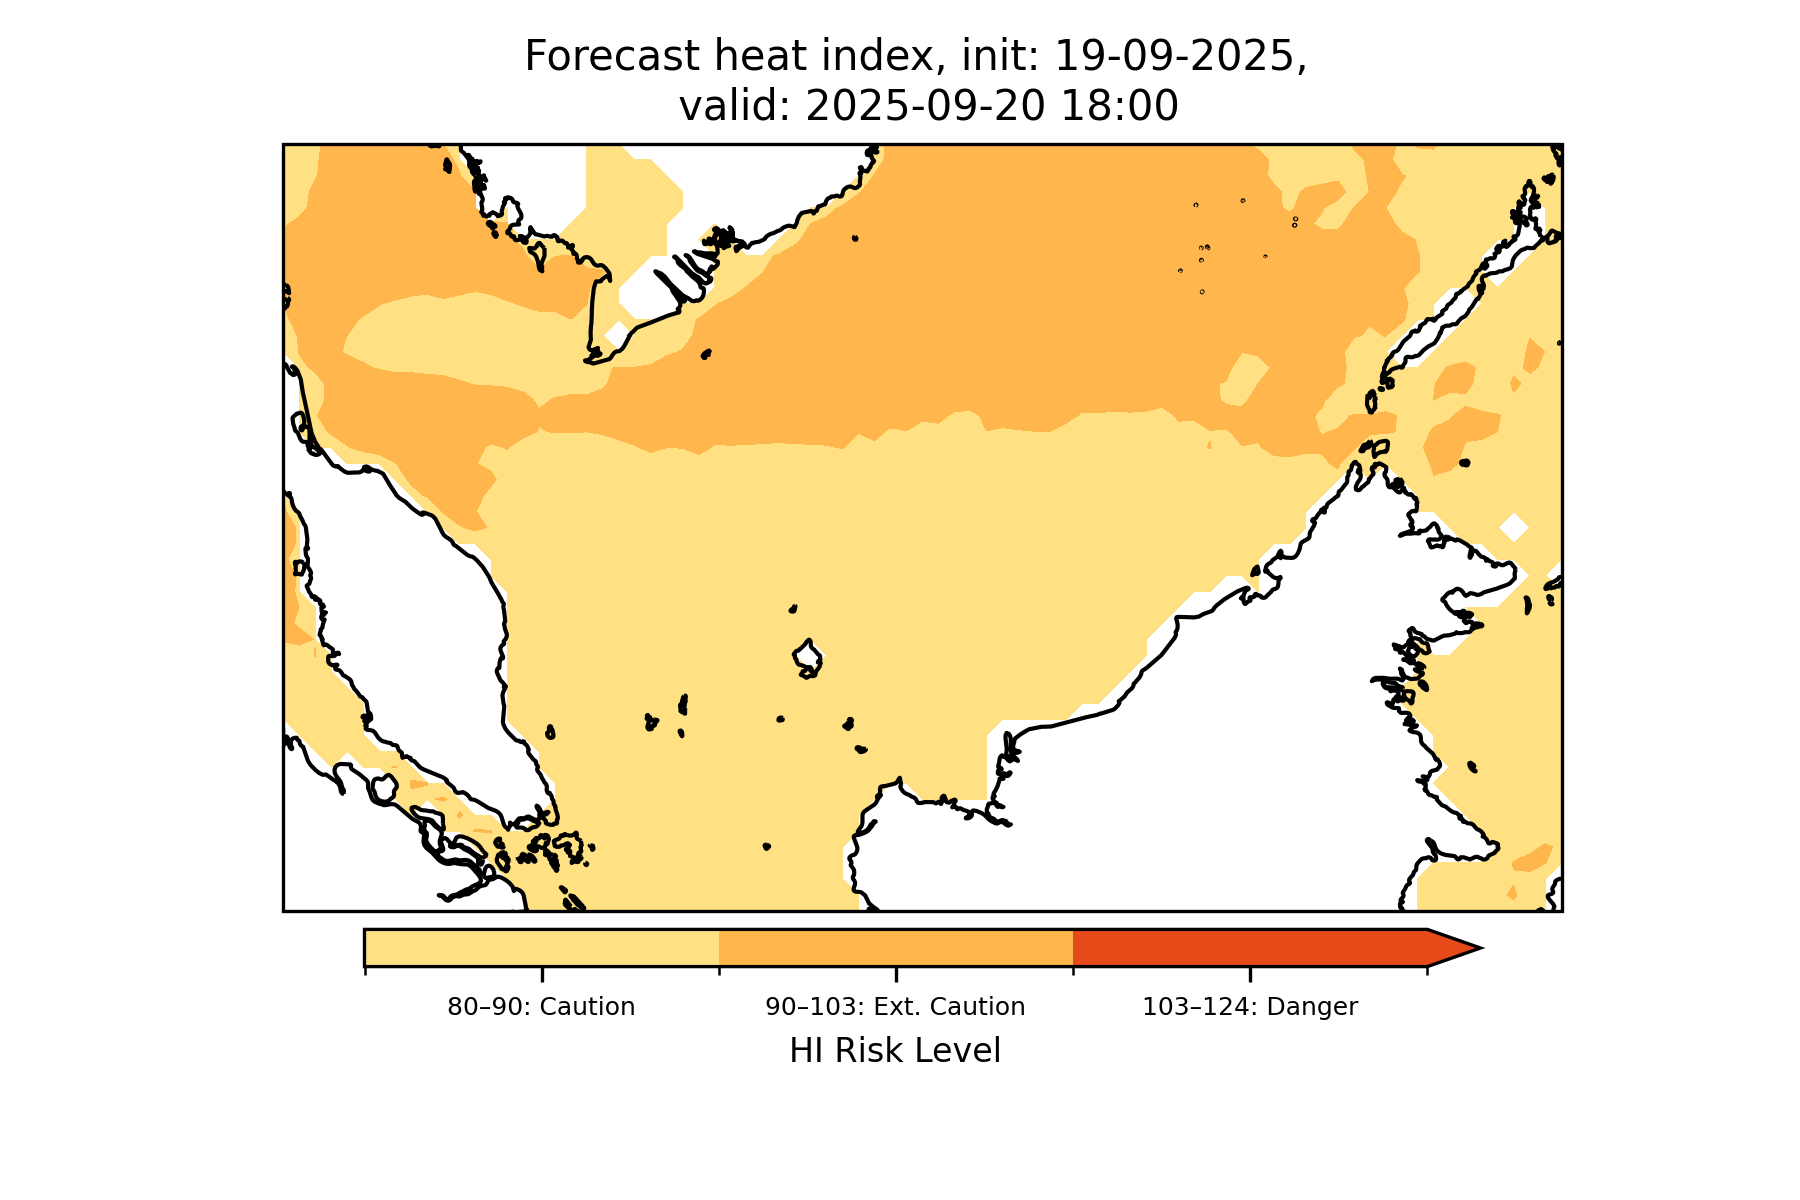 Forecast heat index, init: 19-09-2025,
valid: 2025-09-20 18:00
80–90: Caution
90–103: Ext. Caution
103–124: Danger
HI Risk Level